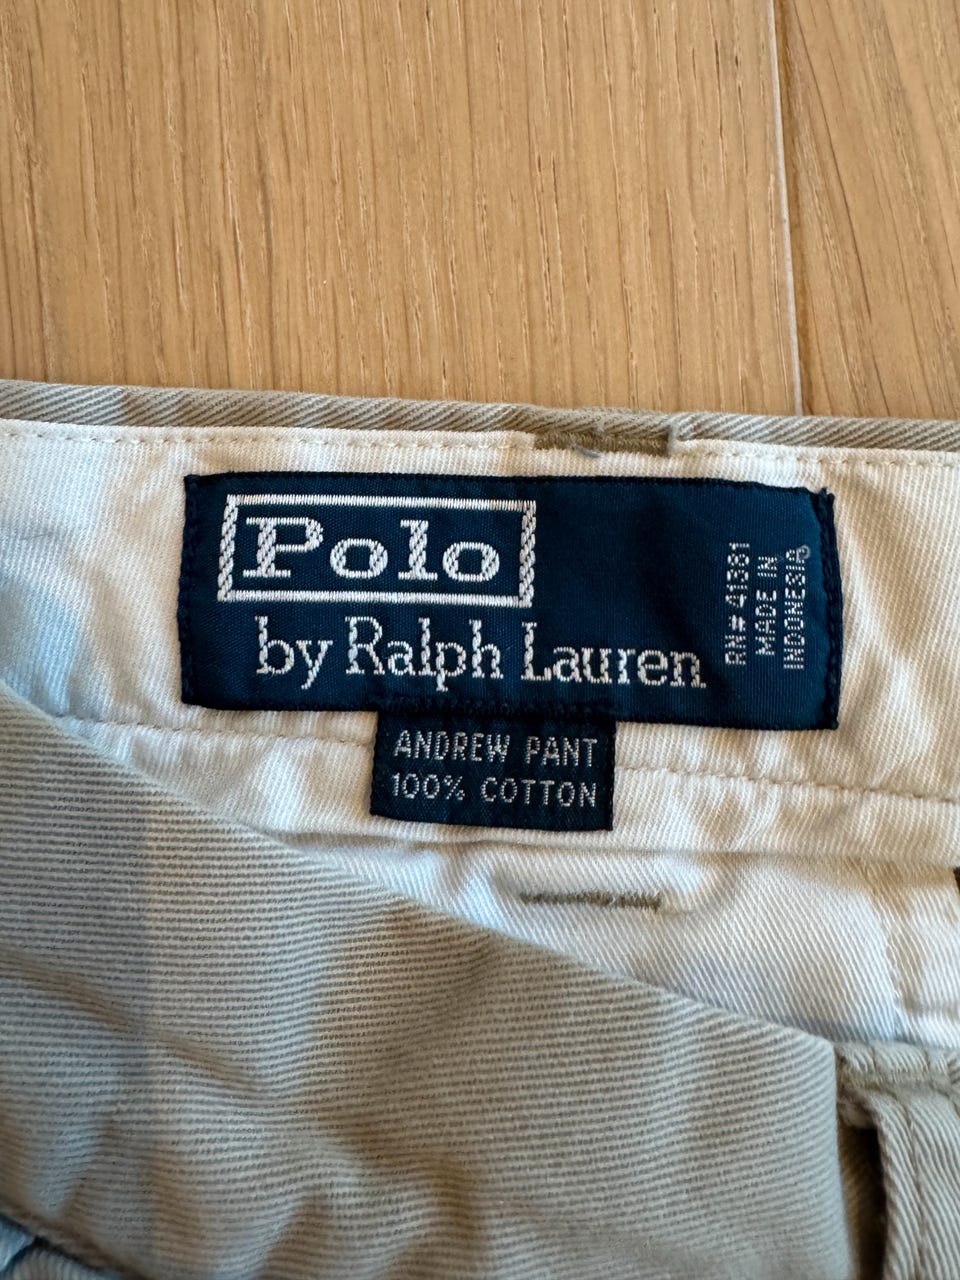 Polo
by Ralph Lauren
RN# 41381
MADE IN
INDONESIA
ANDREW PANT
100% COTTON